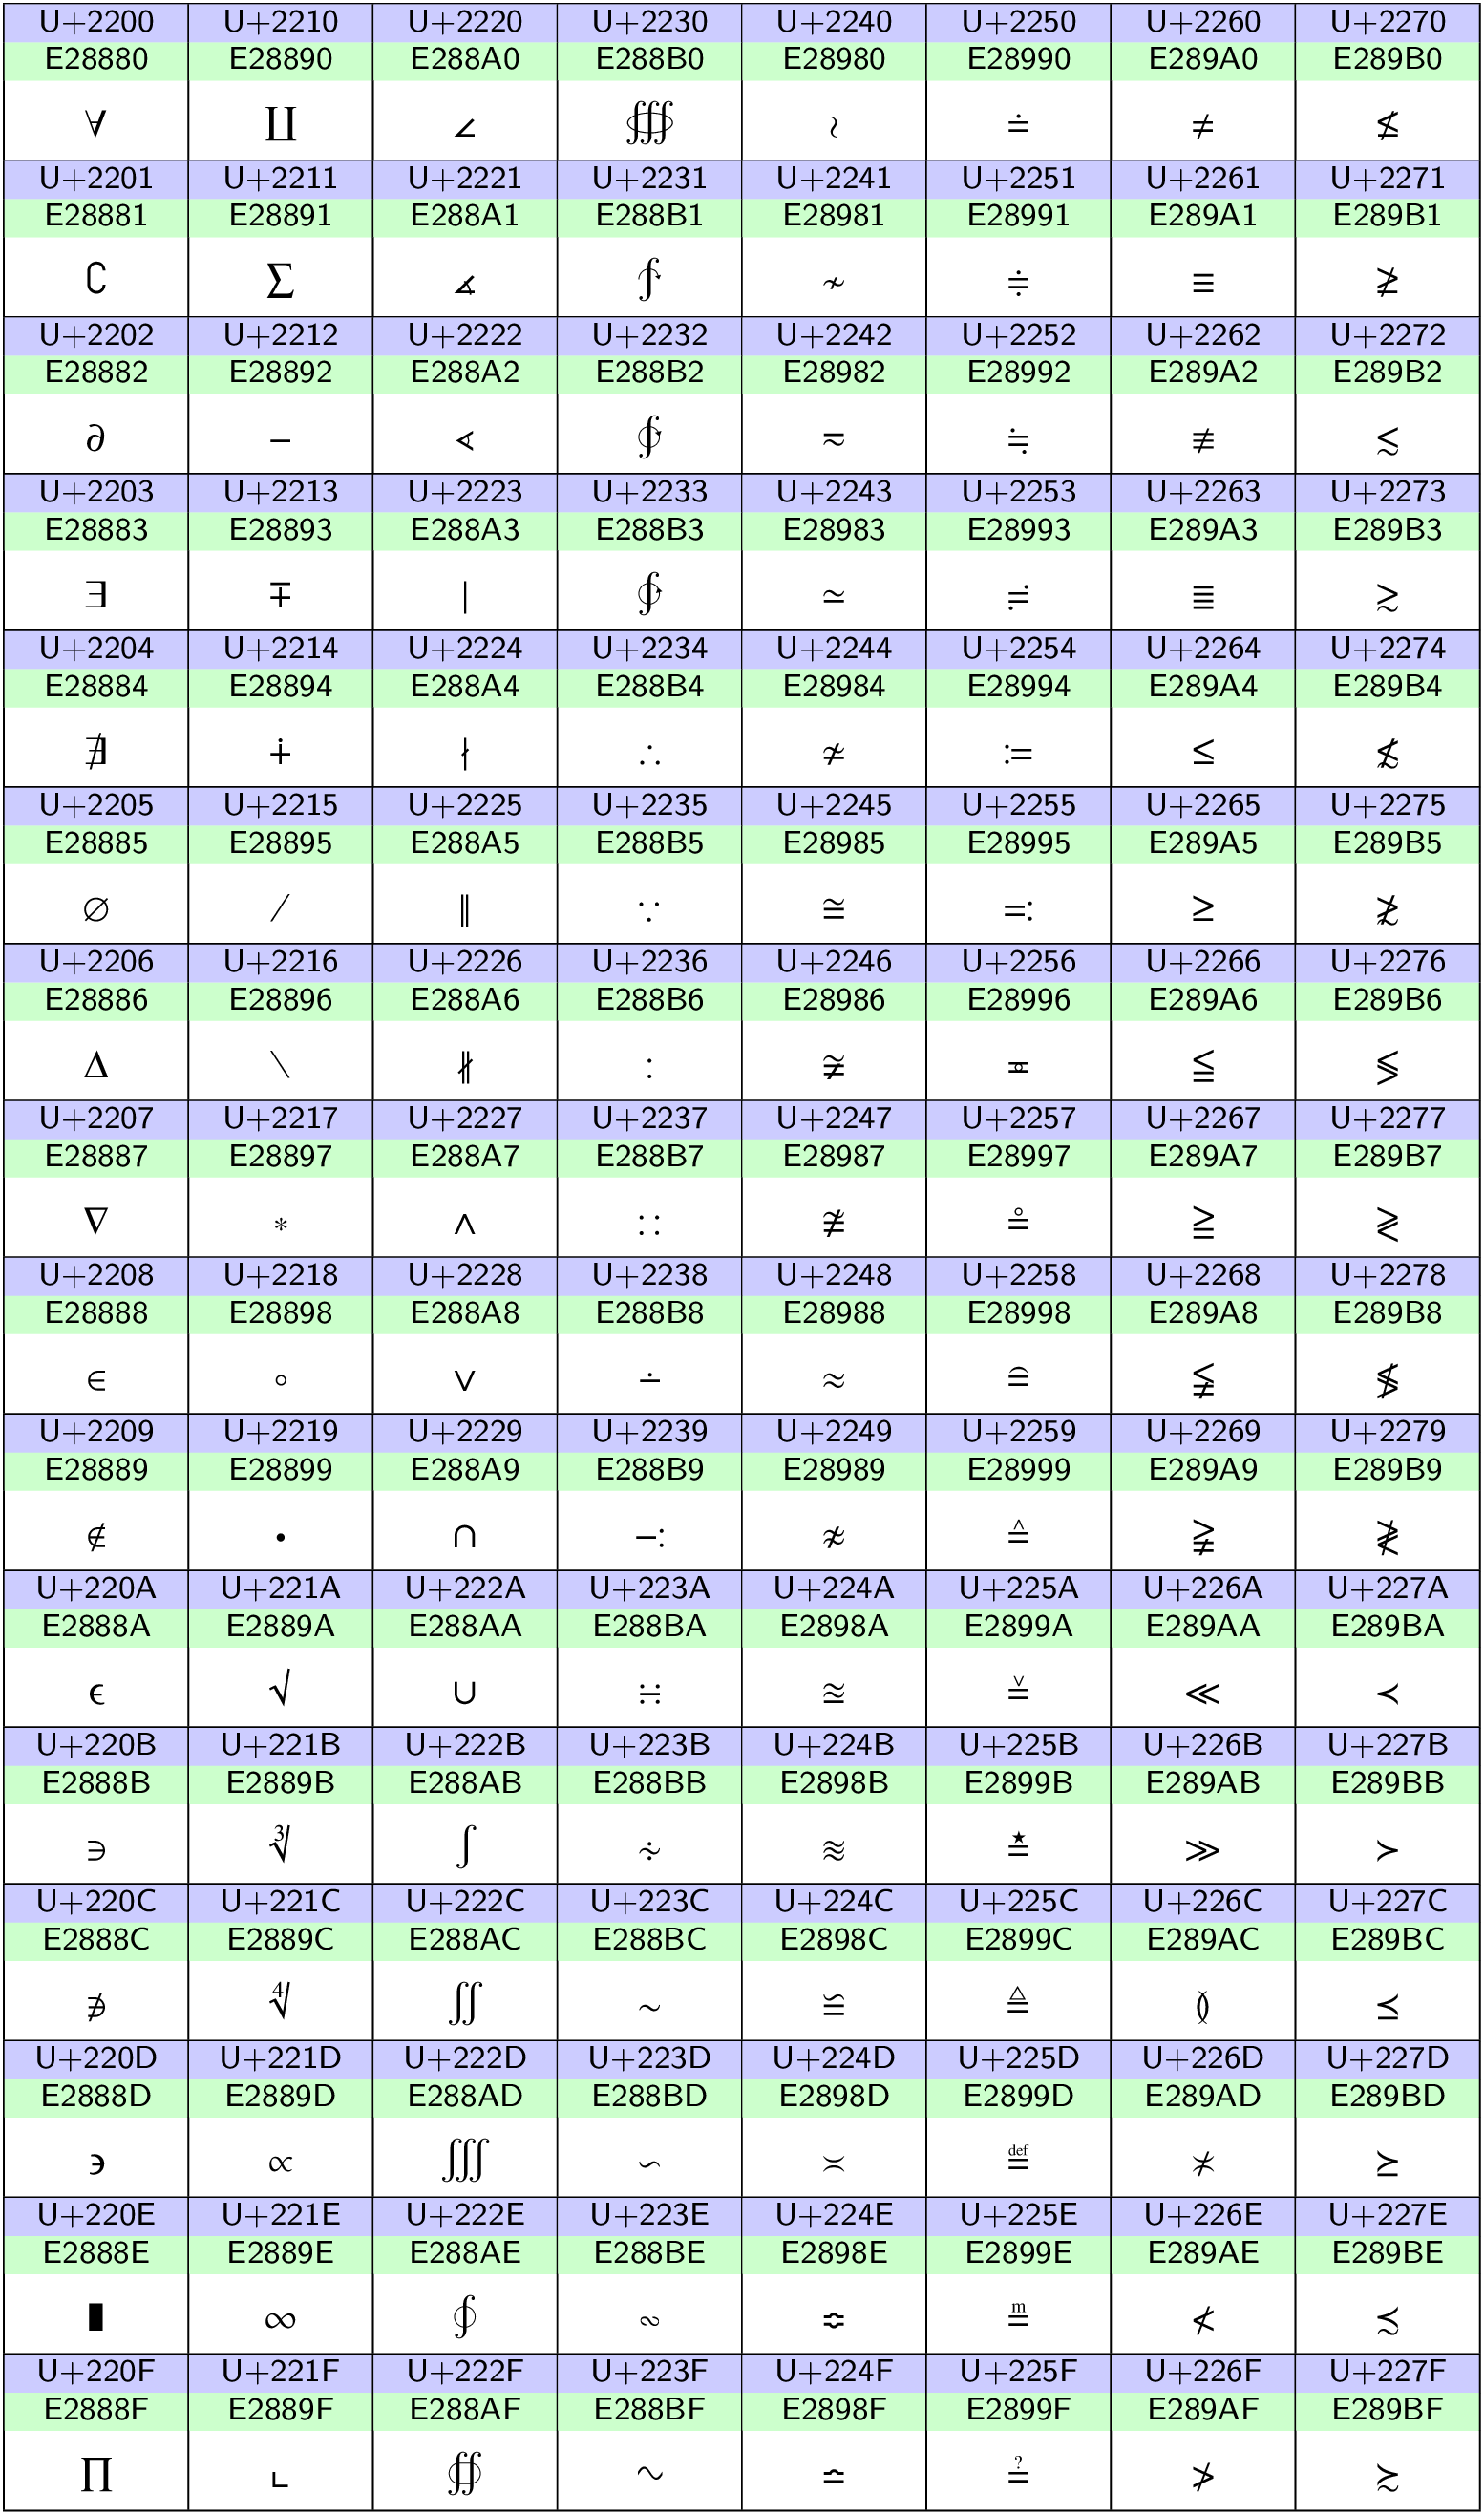 U+2200 U+2210 U+2220 U+2230 U+2240 U+2250 U+2260 U+2270
E28880 E28890 E288A0 E288B0 E28980 E28990 E289A0 E289B0
∀ ∐ ∠ ∰ ≀ ≐ ≠ ≰
U+2201 U+2211 U+2221 U+2231 U+2241 U+2251 U+2261 U+2271
E28881 E28891 E288A1 E288B1 E28981 E28991 E289A1 E289B1
∁ ∑ ∡ ∱ ≁ ≑ ≡ ≱
U+2202 U+2212 U+2222 U+2232 U+2242 U+2252 U+2262 U+2272
E28882 E28892 E288A2 E288B2 E28982 E28992 E289A2 E289B2
∂ − ∢ ∲ ≂ ≒ ≢ ≲
U+2203 U+2213 U+2223 U+2233 U+2243 U+2253 U+2263 U+2273
E28883 E28893 E288A3 E288B3 E28983 E28993 E289A3 E289B3
∃ ∓ ∣ ∳ ≃ ≓ ≣ ≳
U+2204 U+2214 U+2224 U+2234 U+2244 U+2254 U+2264 U+2274
E28884 E28894 E288A4 E288B4 E28984 E28994 E289A4 E289B4
∄ ∔ ∤ ∴ ≄ ≔ ≤ ≴
U+2205 U+2215 U+2225 U+2235 U+2245 U+2255 U+2265 U+2275
E28885 E28895 E288A5 E288B5 E28985 E28995 E289A5 E289B5
∅ ∕ ∥ ∵ ≅ ≕ ≥ ≵
U+2206 U+2216 U+2226 U+2236 U+2246 U+2256 U+2266 U+2276
E28886 E28896 E288A6 E288B6 E28986 E28996 E289A6 E289B6
∆ ∖ ∦ ∶ ≆ ≖ ≦ ≶
U+2207 U+2217 U+2227 U+2237 U+2247 U+2257 U+2267 U+2277
E28887 E28897 E288A7 E288B7 E28987 E28997 E289A7 E289B7
∇ ∗ ∧ ∷ ≇ ≗ ≧ ≷
U+2208 U+2218 U+2228 U+2238 U+2248 U+2258 U+2268 U+2278
E28888 E28898 E288A8 E288B8 E28988 E28998 E289A8 E289B8
∈ ∘ ∨ ∸ ≈ ≘ ≨ ≸
U+2209 U+2219 U+2229 U+2239 U+2249 U+2259 U+2269 U+2279
E28889 E28899 E288A9 E288B9 E28989 E28999 E289A9 E289B9
∉ ∙ ∩ ∹ ≉ ≙ ≩ ≹
U+220A U+221A U+222A U+223A U+224A U+225A U+226A U+227A
E2888A E2889A E288AA E288BA E2898A E2899A E289AA E289BA
∊ √ ∪ ∺ ≊ ≚ ≪ ≺
U+220B U+221B U+222B U+223B U+224B U+225B U+226B U+227B
E2888B E2889B E288AB E288BB E2898B E2899B E289AB E289BB
∋ ∛ ∫ ∻ ≋ ≛ ≫ ≻
U+220C U+221C U+222C U+223C U+224C U+225C U+226C U+227C
E2888C E2889C E288AC E288BC E2898C E2899C E289AC E289BC
∌ ∜ ∬ ∼ ≌ ≜ ≬ ≼
U+220D U+221D U+222D U+223D U+224D U+225D U+226D U+227D
E2888D E2889D E288AD E288BD E2898D E2899D E289AD E289BD
∍ ∝ ∭ ∽ ≍ ≝ ≭ ≽
U+220E U+221E U+222E U+223E U+224E U+225E U+226E U+227E
E2888E E2889E E288AE E288BE E2898E E2899E E289AE E289BE
∎ ∞ ∮ ∾ ≎ ≞ ≮ ≾
U+220F U+221F U+222F U+223F U+224F U+225F U+226F U+227F
E2888F E2889F E288AF E288BF E2898F E2899F E289AF E289BF
∏ ∟ ∯ ∿ ≏ ≟ ≯ ≿